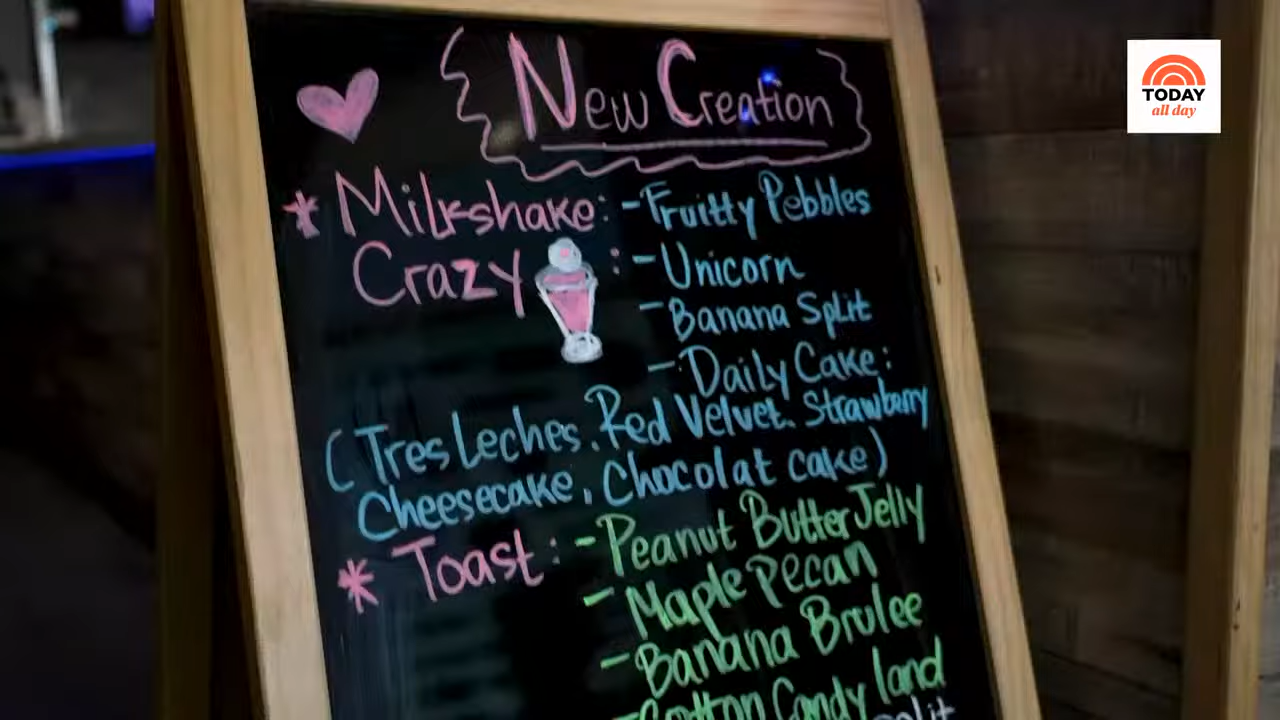 New Creation
* Milkshake: - Fruitty Pebbles
Crazy : - Unicorn
- Banana Split
- Daily Cake:
(Tres Leches. Red Velvet. Strawberry
Cheesecake, Chocolat cake)
* Toast: - Peanut Butter Jelly
- Maple Pecan
- Banana Brulee
- Cotton Candy land
split
TODAY
all day